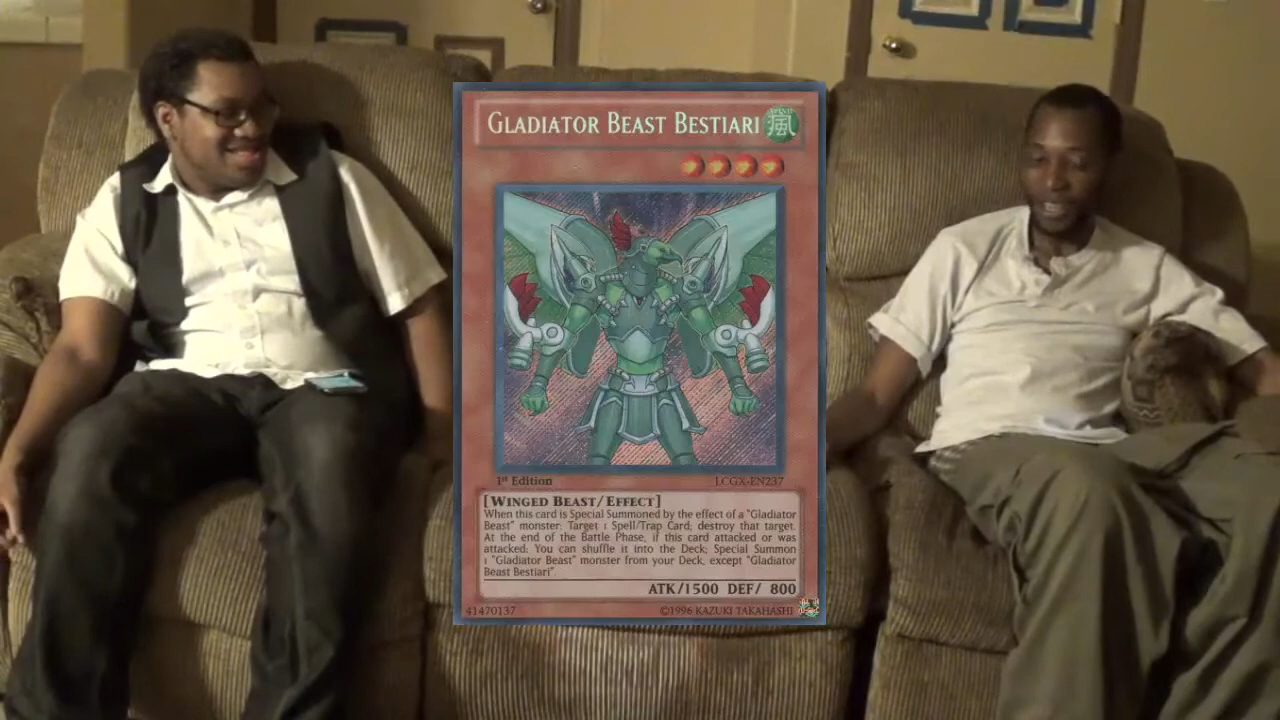 GLADIATOR BEAST BESTIARI
WIND
風
1st Edition
LCGX-EN237
[WINGED BEAST/EFFECT]
When this card is Special Summoned by the effect of a "Gladiator
Beast" monster: Target 1 Spell/Trap Card; destroy that target.
At the end of the Battle Phase, if this card attacked or was
attacked: You can shuffle it into the Deck; Special Summon
1 "Gladiator Beast" monster from your Deck, except "Gladiator
Beast Bestiari".
ATK/1500 DEF/ 800
41470137
©1996 KAZUKI TAKAHASHI